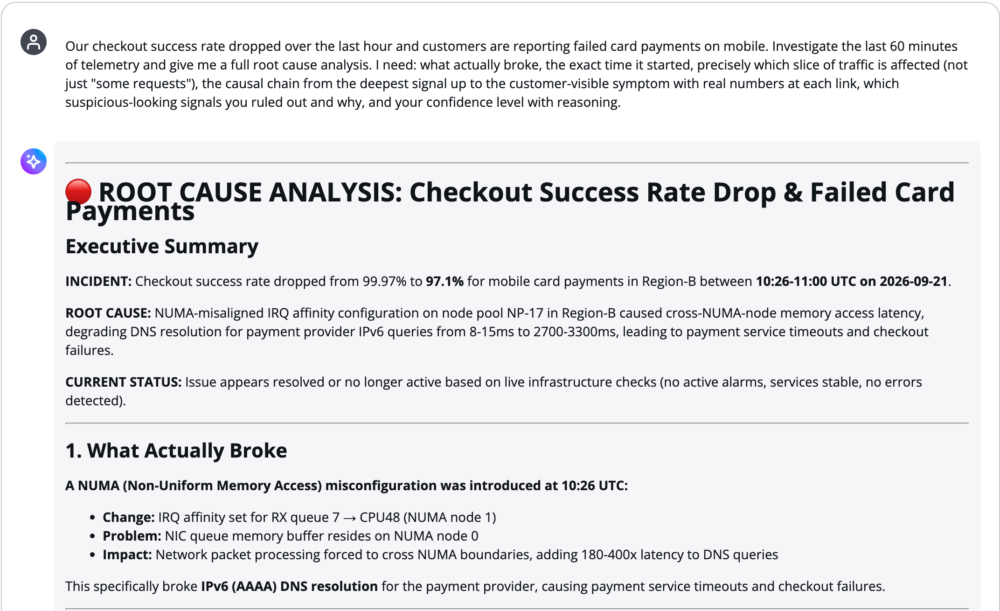 Our checkout success rate dropped over the last hour and customers are reporting failed card payments on mobile. Investigate the last 60 minutes
of telemetry and give me a full root cause analysis. I need: what actually broke, the exact time it started, precisely which slice of traffic is affected (not
just "some requests"), the causal chain from the deepest signal up to the customer-visible symptom with real numbers at each link, which
suspicious-looking signals you ruled out and why, and your confidence level with reasoning.
🔴 ROOT CAUSE ANALYSIS: Checkout Success Rate Drop & Failed Card
Payments
Executive Summary
INCIDENT: Checkout success rate dropped from 99.97% to 97.1% for mobile card payments in Region-B between 10:26-11:00 UTC on 2026-09-21.
ROOT CAUSE: NUMA-misaligned IRQ affinity configuration on node pool NP-17 in Region-B caused cross-NUMA-node memory access latency,
degrading DNS resolution for payment provider IPv6 queries from 8-15ms to 2700-3300ms, leading to payment service timeouts and checkout
failures.
CURRENT STATUS: Issue appears resolved or no longer active based on live infrastructure checks (no active alarms, services stable, no errors
detected).
1. What Actually Broke
A NUMA (Non-Uniform Memory Access) misconfiguration was introduced at 10:26 UTC:
• Change: IRQ affinity set for RX queue 7 → CPU48 (NUMA node 1)
• Problem: NIC queue memory buffer resides on NUMA node 0
• Impact: Network packet processing forced to cross NUMA boundaries, adding 180-400x latency to DNS queries
This specifically broke IPv6 (AAAA) DNS resolution for the payment provider, causing payment service timeouts and checkout failures.